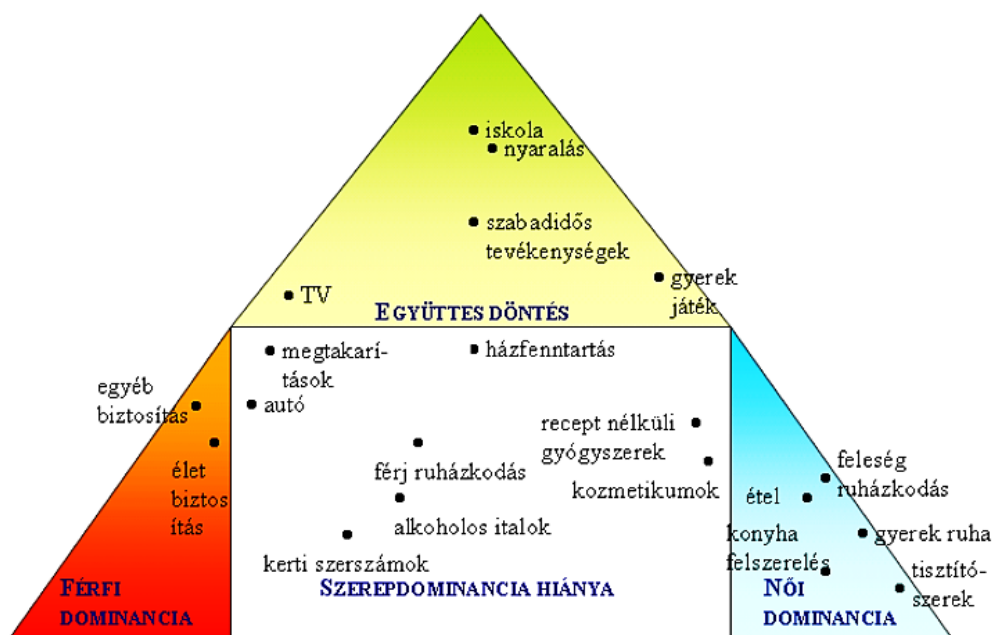 iskola
nyaralás
szabadidős
tevékenységek
gyerek
játék
TV
EGYÜTTES DÖNTÉS
megtakarí-
tások
házfenntartás
egyéb
biztosítás
autó
élet
biztos
ítás
férj ruházkodás
recept nélküli
gyógyszerek
kozmetikumok
alkoholos italok
kerti szerszámok
feleség
ruházkodás
étel
konyha
felszerelés
gyerek ruha
tisztító-
szerek
FÉRFI
DOMINANCIA
SZEREPDOMINANCIA HIÁNYA
NŐI
DOMINANCIA